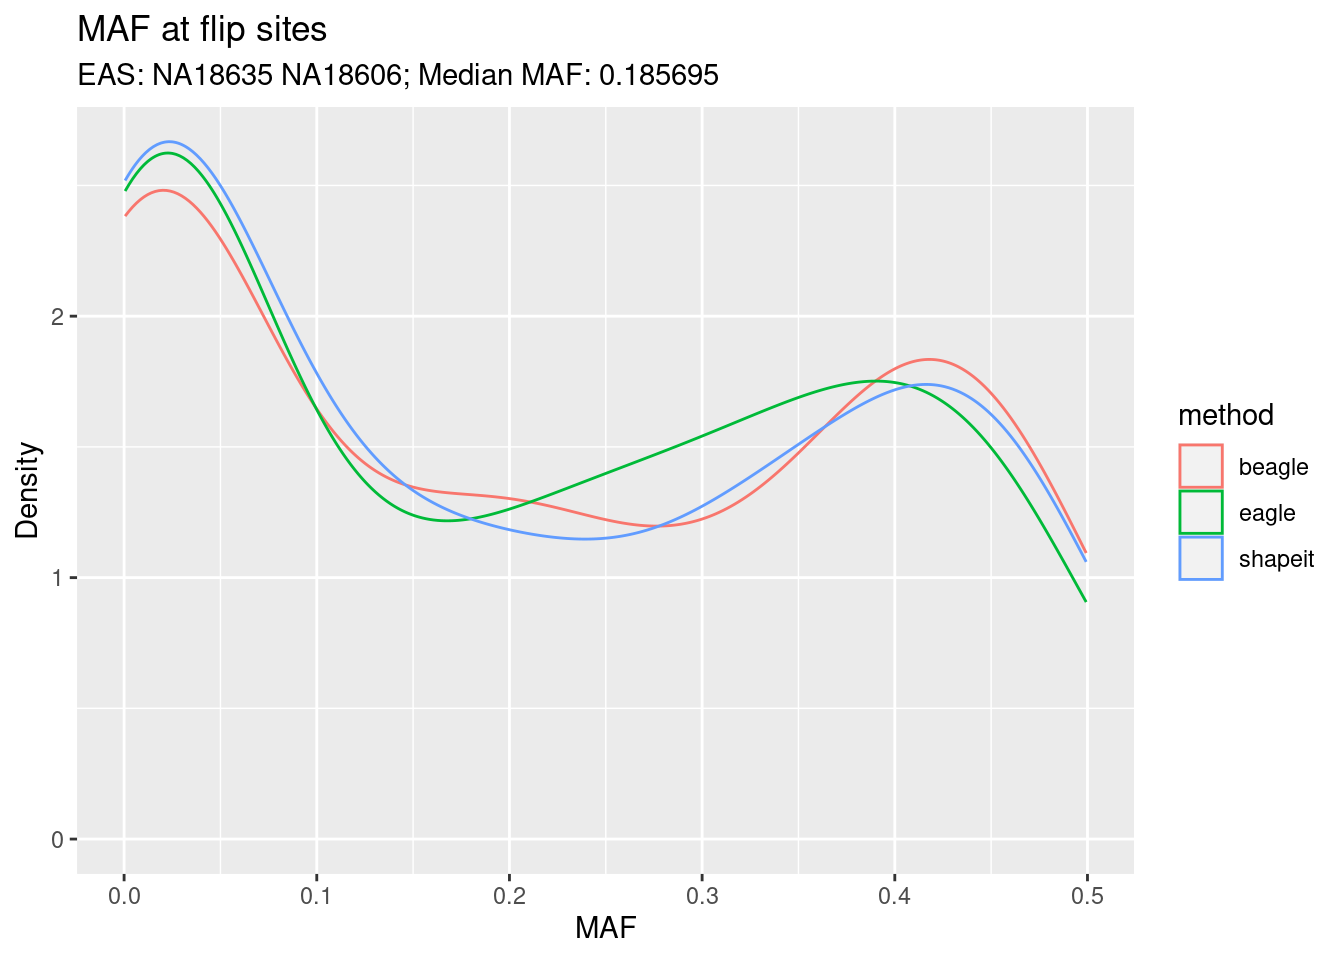 MAF at flip sites
EAS: NA18635 NA18606; Median MAF: 0.185695
Density
2
1
0
0.0 0.1 0.2 0.3 0.4 0.5
MAF
method
beagle
eagle
shapeit